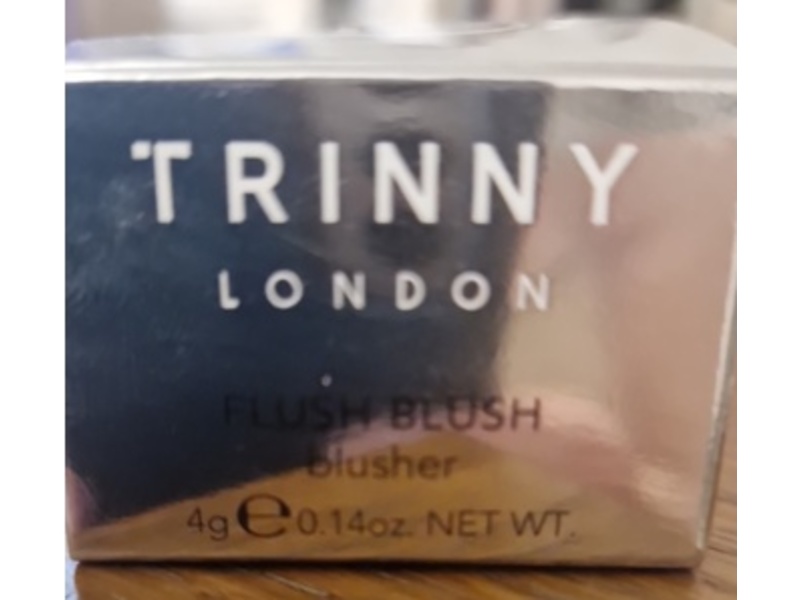 TRINNY
LONDON
FLUSH BLUSH
blusher
4g ℮ 0.14oz. NET WT.